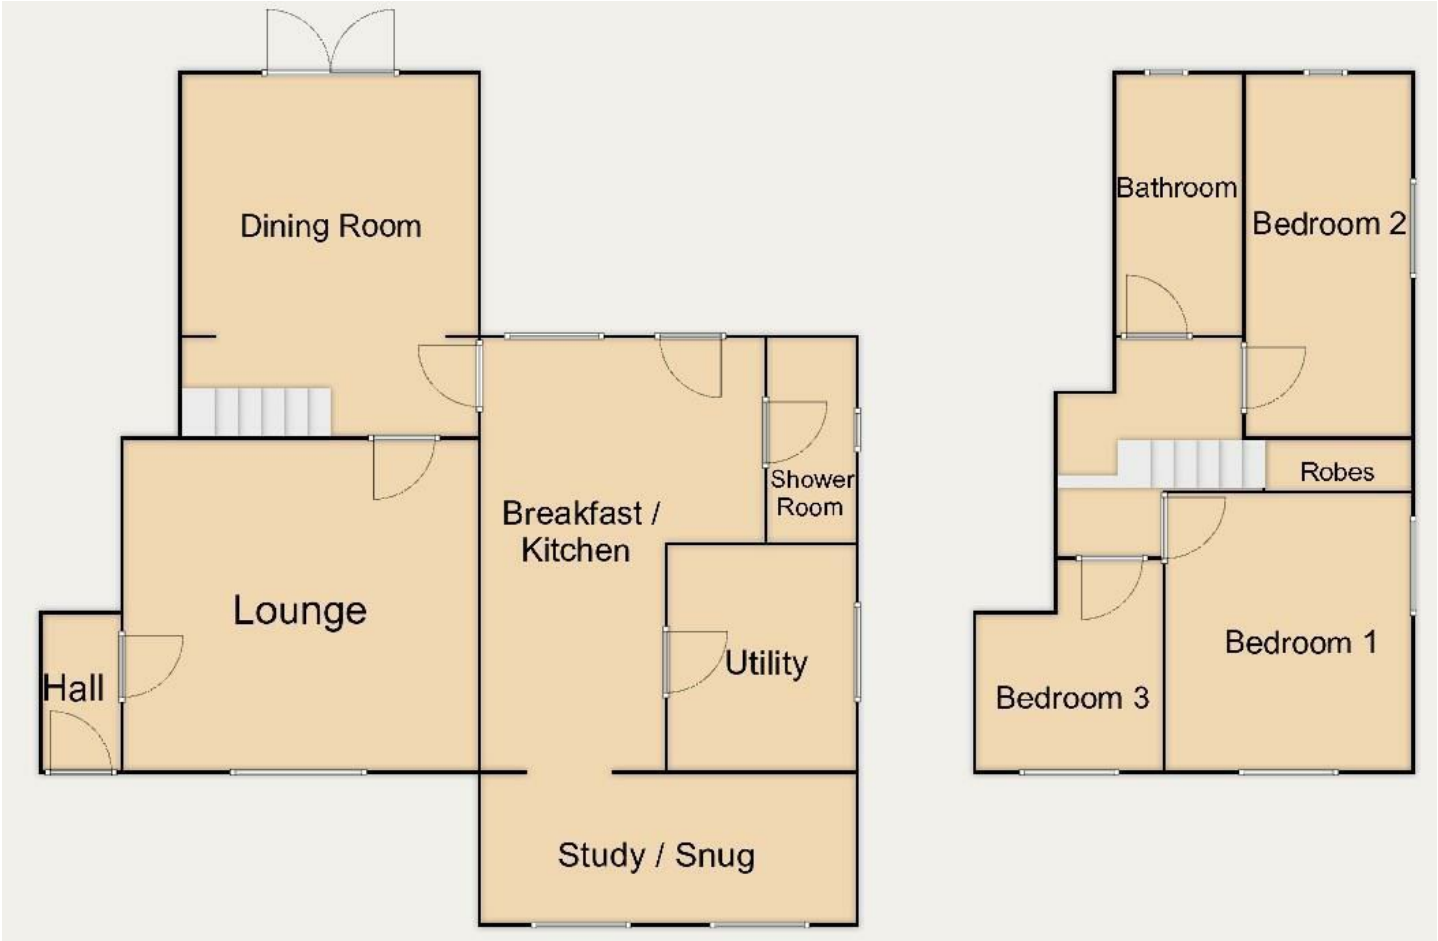 Dining Room
Breakfast /
Kitchen
Shower
Room
Lounge
Hall
Utility
Study / Snug
Bathroom
Bedroom 2
Robes
Bedroom 1
Bedroom 3